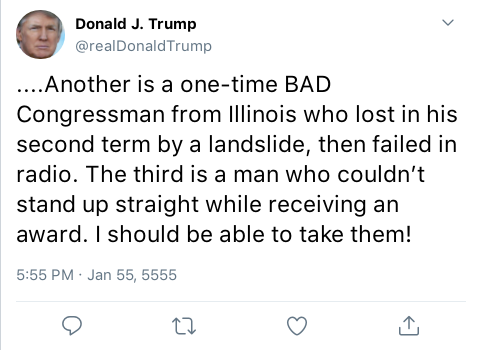 Donald J. Trump
@realDonaldTrump
....Another is a one-time BAD
Congressman from Illinois who lost in his
second term by a landslide, then failed in
radio. The third is a man who couldn’t
stand up straight while receiving an
award. I should be able to take them!
5:55 PM · Jan 55, 5555